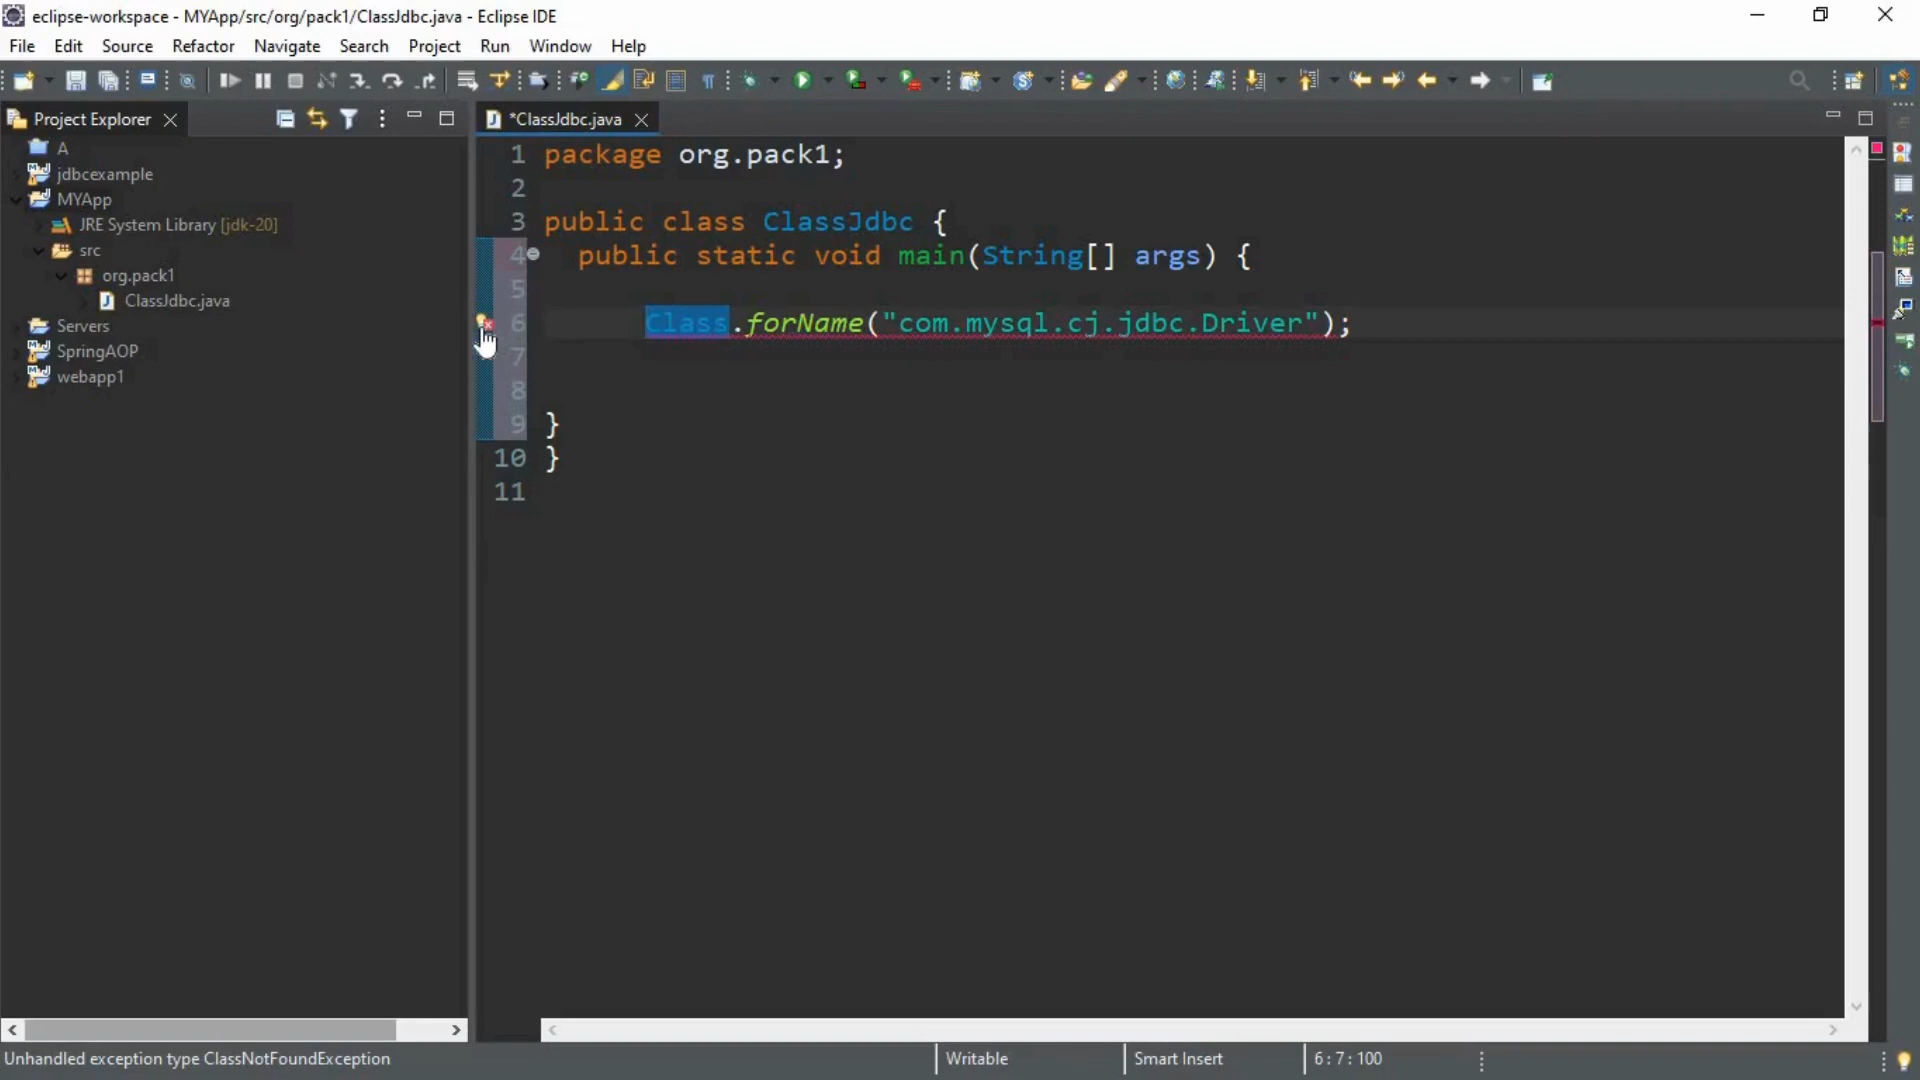 eclipse-workspace - MYApp/src/org/pack1/ClassJdbc.java - Eclipse IDE
File Edit Source Refactor Navigate Search Project Run Window Help
Project Explorer
*ClassJdbc.java
A
jdbcexample
MYApp
JRE System Library [jdk-20]
src
org.pack1
ClassJdbc.java
Servers
SpringAOP
webapp1
1 package org.pack1;
2
3 public class ClassJdbc {
4 public static void main(String[] args) {
5
6 Class.forName("com.mysql.cj.jdbc.Driver");
7
8
9 }
10 }
11
Unhandled exception type ClassNotFoundException
Writable
Smart Insert
6 : 7 : 100